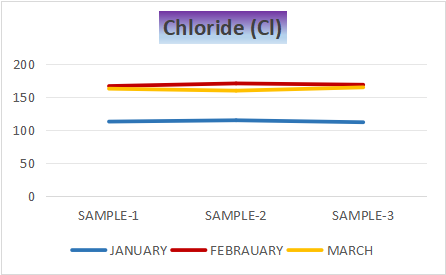 Chloride (Cl)
200
150
100
50
0
SAMPLE-1 SAMPLE-2 SAMPLE-3
JANUARY FEBRAUARY MARCH